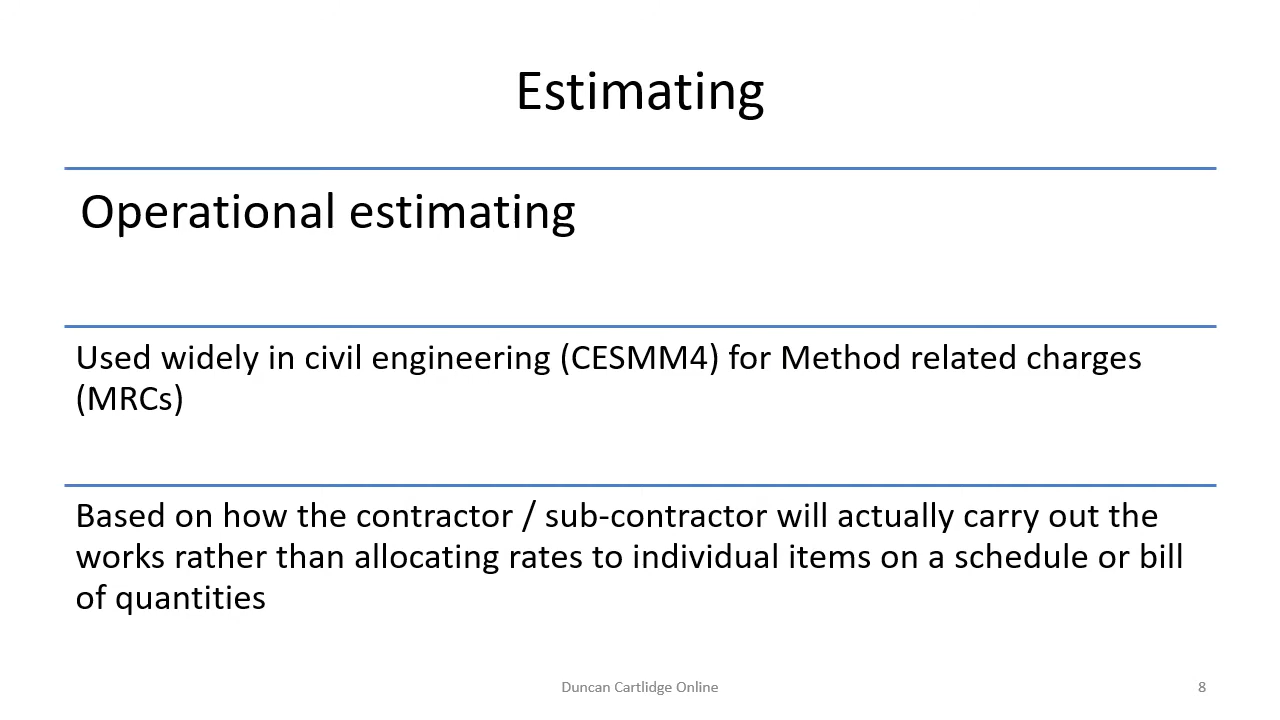 Estimating
Operational estimating
Used widely in civil engineering (CESMM4) for Method related charges
(MRCs)
Based on how the contractor / sub-contractor will actually carry out the
works rather than allocating rates to individual items on a schedule or bill
of quantities
Duncan Cartlidge Online
8